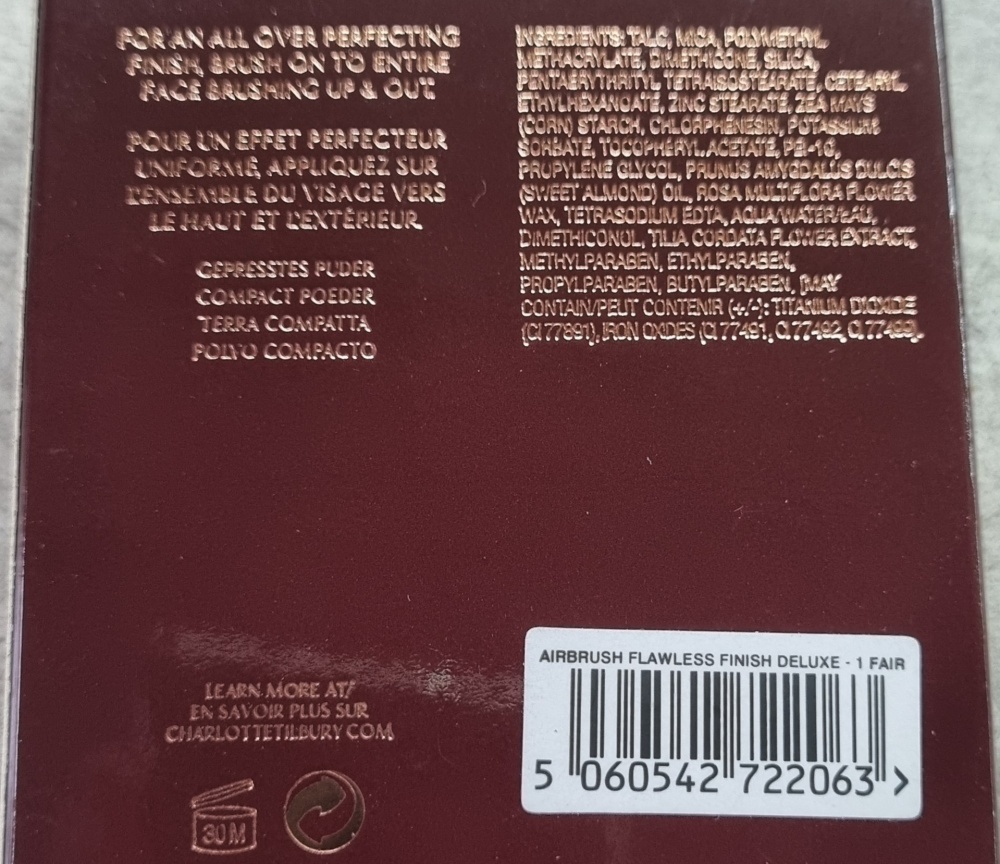 FOR AN ALL OVER PERFECTING
FINISH, BRUSH ON TO ENTIRE
FACE BRUSHING UP & OUT
POUR UN EFFET PERFECTEUR
UNIFORME, APPLIQUEZ SUR
L'ENSEMBLE DU VISAGE VERS
LE HAUT ET L'EXTÉRIEUR
GEPRESSTES PUDER
COMPACT POEDER
TERRA COMPATTA
POLVO COMPACTO
INGREDIENTS: TALC, MICA, POLYMETHYL
METHACRYLATE, DIMETHICONE, SILICA,
PENTAERYTHRITYL TETRAISOSTEARATE, CETEARYL
ETHYLHEXANOATE, ZINC STEARATE, ZEA MAYS
(CORN) STARCH, CHLORPHENESIN, POTASSIUM
SORBATE, TOCOPHERYL ACETATE, PEI-10,
PROPYLENE GLYCOL, PRUNUS AMYGDALUS DULCIS
(SWEET ALMOND) OIL, ROSA MULTIFLORA FLOWER
WAX, TETRASODIUM EDTA, AQUA/WATER/EAU,
DIMETHICONOL, TILIA CORDATA FLOWER EXTRACT,
METHYLPARABEN, ETHYLPARABEN,
PROPYLPARABEN, BUTYLPARABEN, [MAY
CONTAIN/PEUT CONTENIR (+/-): TITANIUM DIOXIDE
(CI 77891), IRON OXIDES (CI 77491, CI 77492, CI 77499).
LEARN MORE AT/
EN SAVOIR PLUS SUR
CHARLOTTETILBURY.COM
30M
AIRBRUSH FLAWLESS FINISH DELUXE - 1 FAIR
5 060542 722063 >